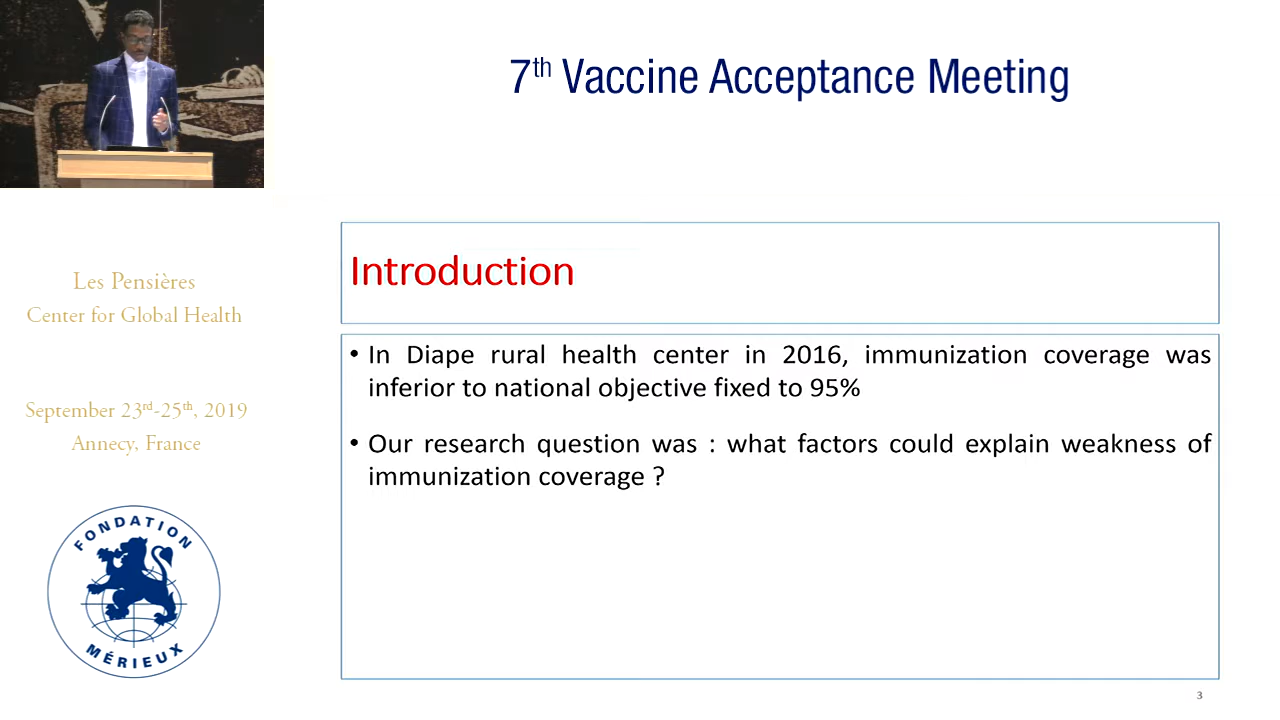 7th Vaccine Acceptance Meeting
Les Pensières
Center for Global Health
September 23rd-25th, 2019
Annecy, France
FONDATION
MÉRIEUX
Introduction
• In Diape rural health center in 2016, immunization coverage was
inferior to national objective fixed to 95%
• Our research question was : what factors could explain weakness of
immunization coverage ?
3